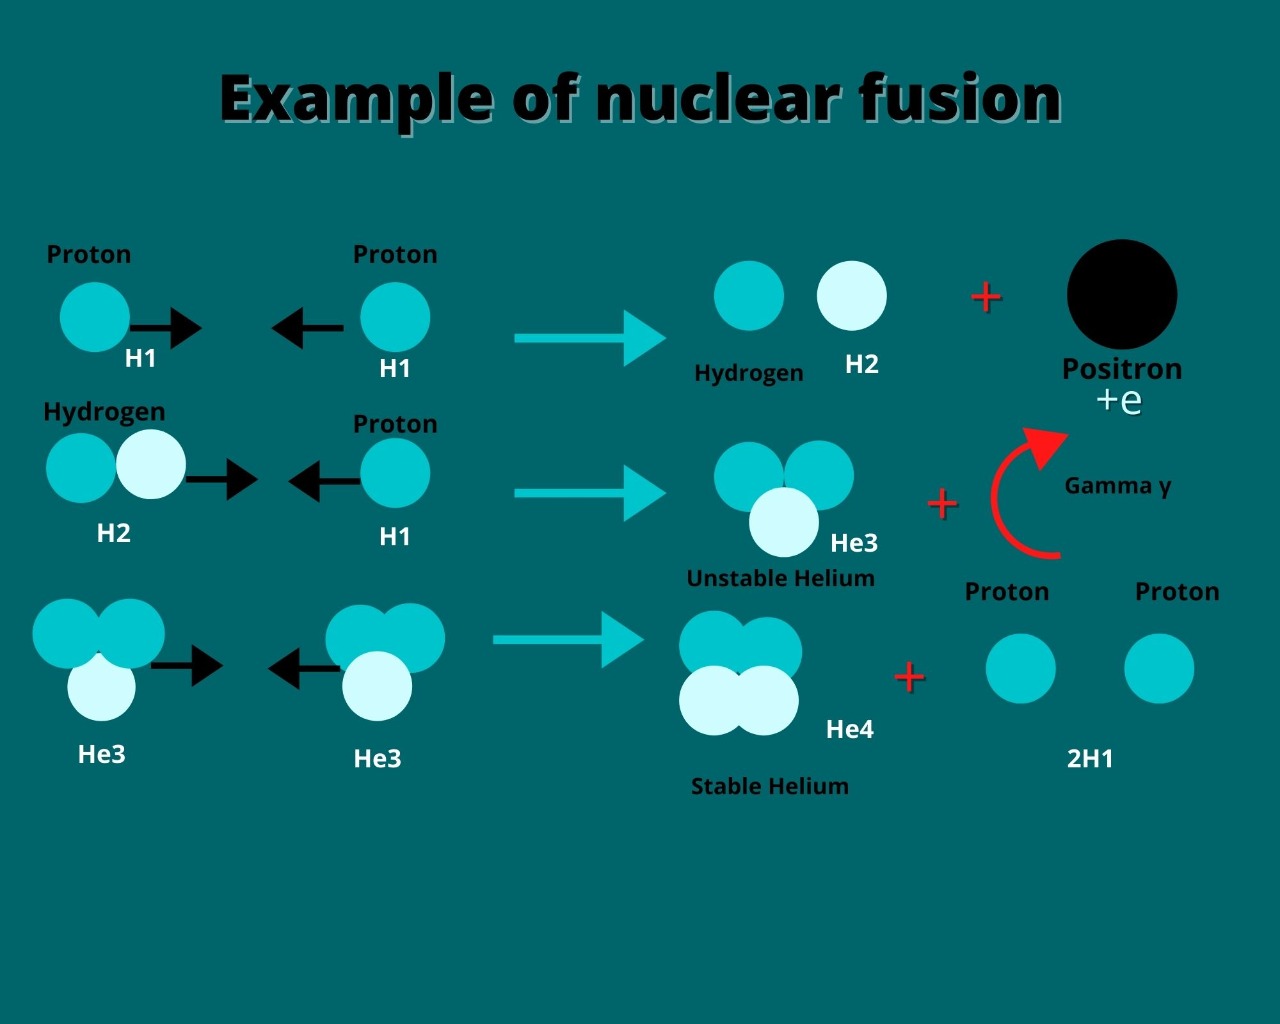 Example of nuclear fusion
Proton
Proton
H1
H1
Hydrogen
H2
+
Positron
+e
Hydrogen
Proton
H2
H1
He3
Unstable Helium
+
Gamma γ
He3
He3
He4
Stable Helium
+
Proton
Proton
2H1